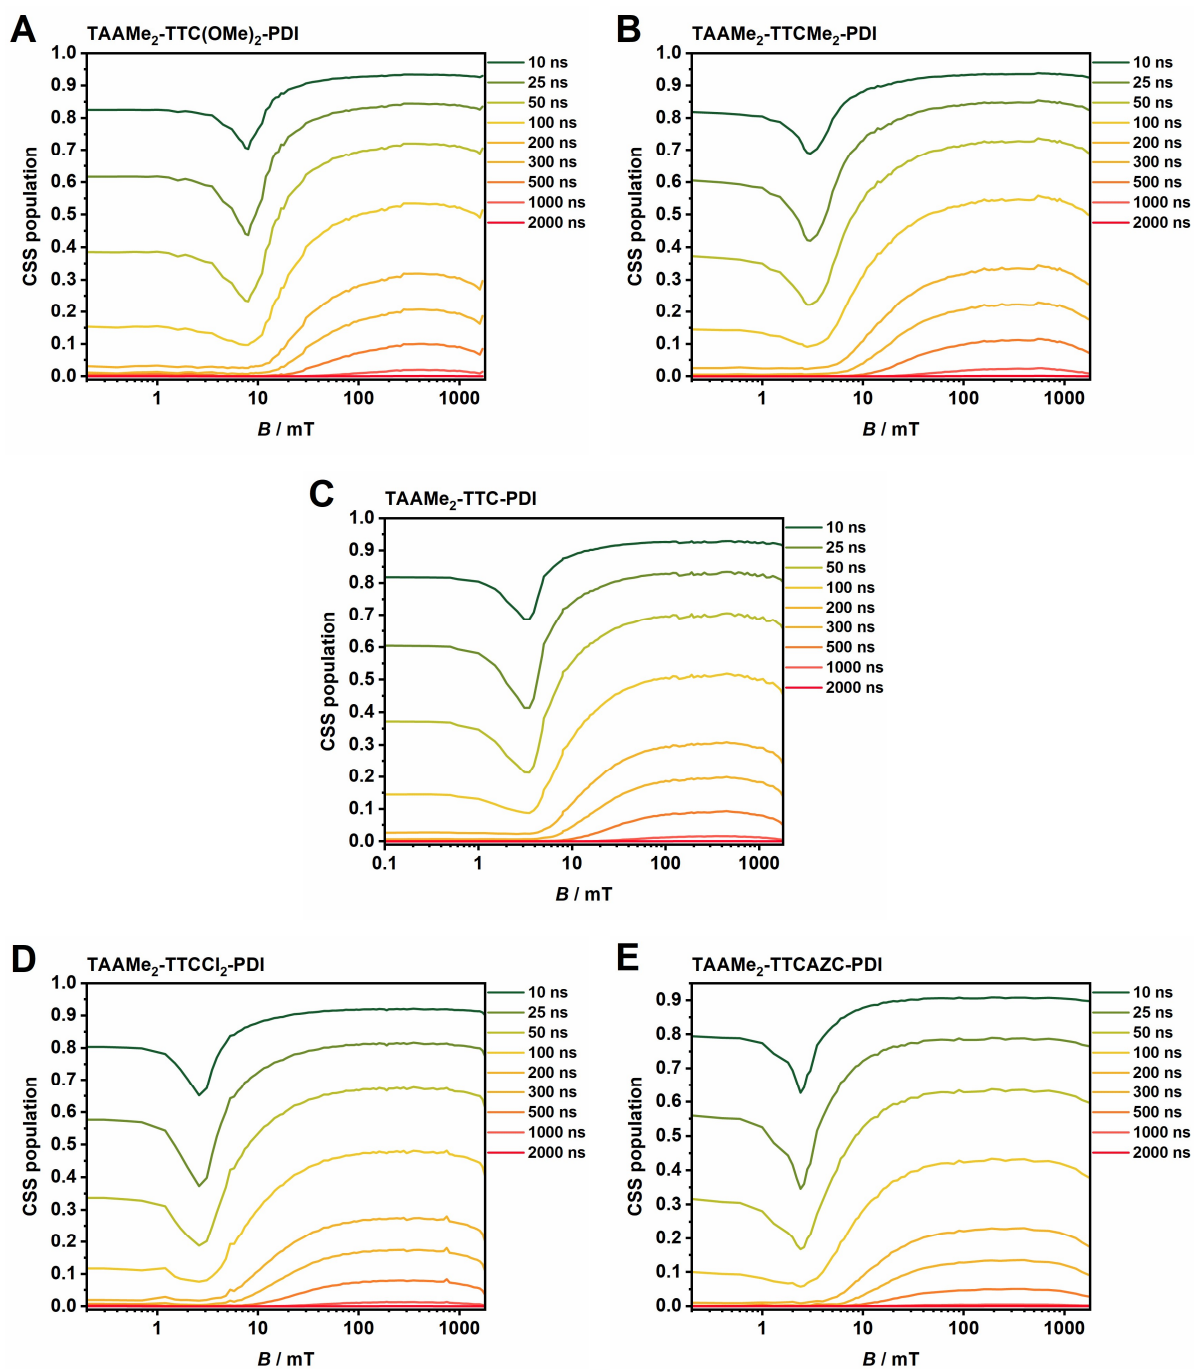 A
TAAMe₂-TTC(OMe)₂-PDI
CSS population
1.0
0.9
0.8
0.7
0.6
0.5
0.4
0.3
0.2
0.1
0.0
1
10
100
1000
B / mT
10 ns
25 ns
50 ns
100 ns
200 ns
300 ns
500 ns
1000 ns
2000 ns
B
TAAMe₂-TTCMe₂-PDI
CSS population
1.0
0.9
0.8
0.7
0.6
0.5
0.4
0.3
0.2
0.1
0.0
1
10
100
1000
B / mT
10 ns
25 ns
50 ns
100 ns
200 ns
300 ns
500 ns
1000 ns
2000 ns
C
TAAMe₂-TTC-PDI
CSS population
1.0
0.9
0.8
0.7
0.6
0.5
0.4
0.3
0.2
0.1
0.0
0.1
1
10
100
1000
B / mT
10 ns
25 ns
50 ns
100 ns
200 ns
300 ns
500 ns
1000 ns
2000 ns
D
TAAMe₂-TTCCl₂-PDI
CSS population
1.0
0.9
0.8
0.7
0.6
0.5
0.4
0.3
0.2
0.1
0.0
1
10
100
1000
B / mT
10 ns
25 ns
50 ns
100 ns
200 ns
300 ns
500 ns
1000 ns
2000 ns
E
TAAMe₂-TTCAZC-PDI
CSS population
0.9
0.8
0.7
0.6
0.5
0.4
0.3
0.2
0.1
0.0
1
10
100
1000
B / mT
10 ns
25 ns
50 ns
100 ns
200 ns
300 ns
500 ns
1000 ns
2000 ns